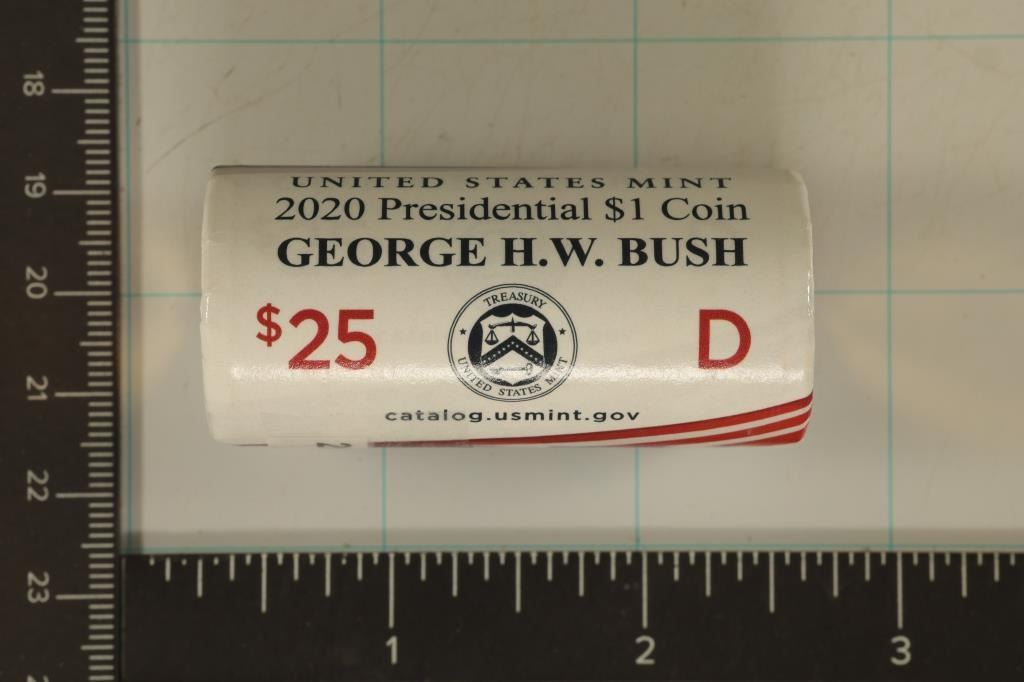 UNITED STATES MINT
2020 Presidential $1 Coin
GEORGE H.W. BUSH
$25
TREASURY
UNITED STATES MINT
D
catalog.usmint.gov
18
19
20
21
22
23
1
2
3